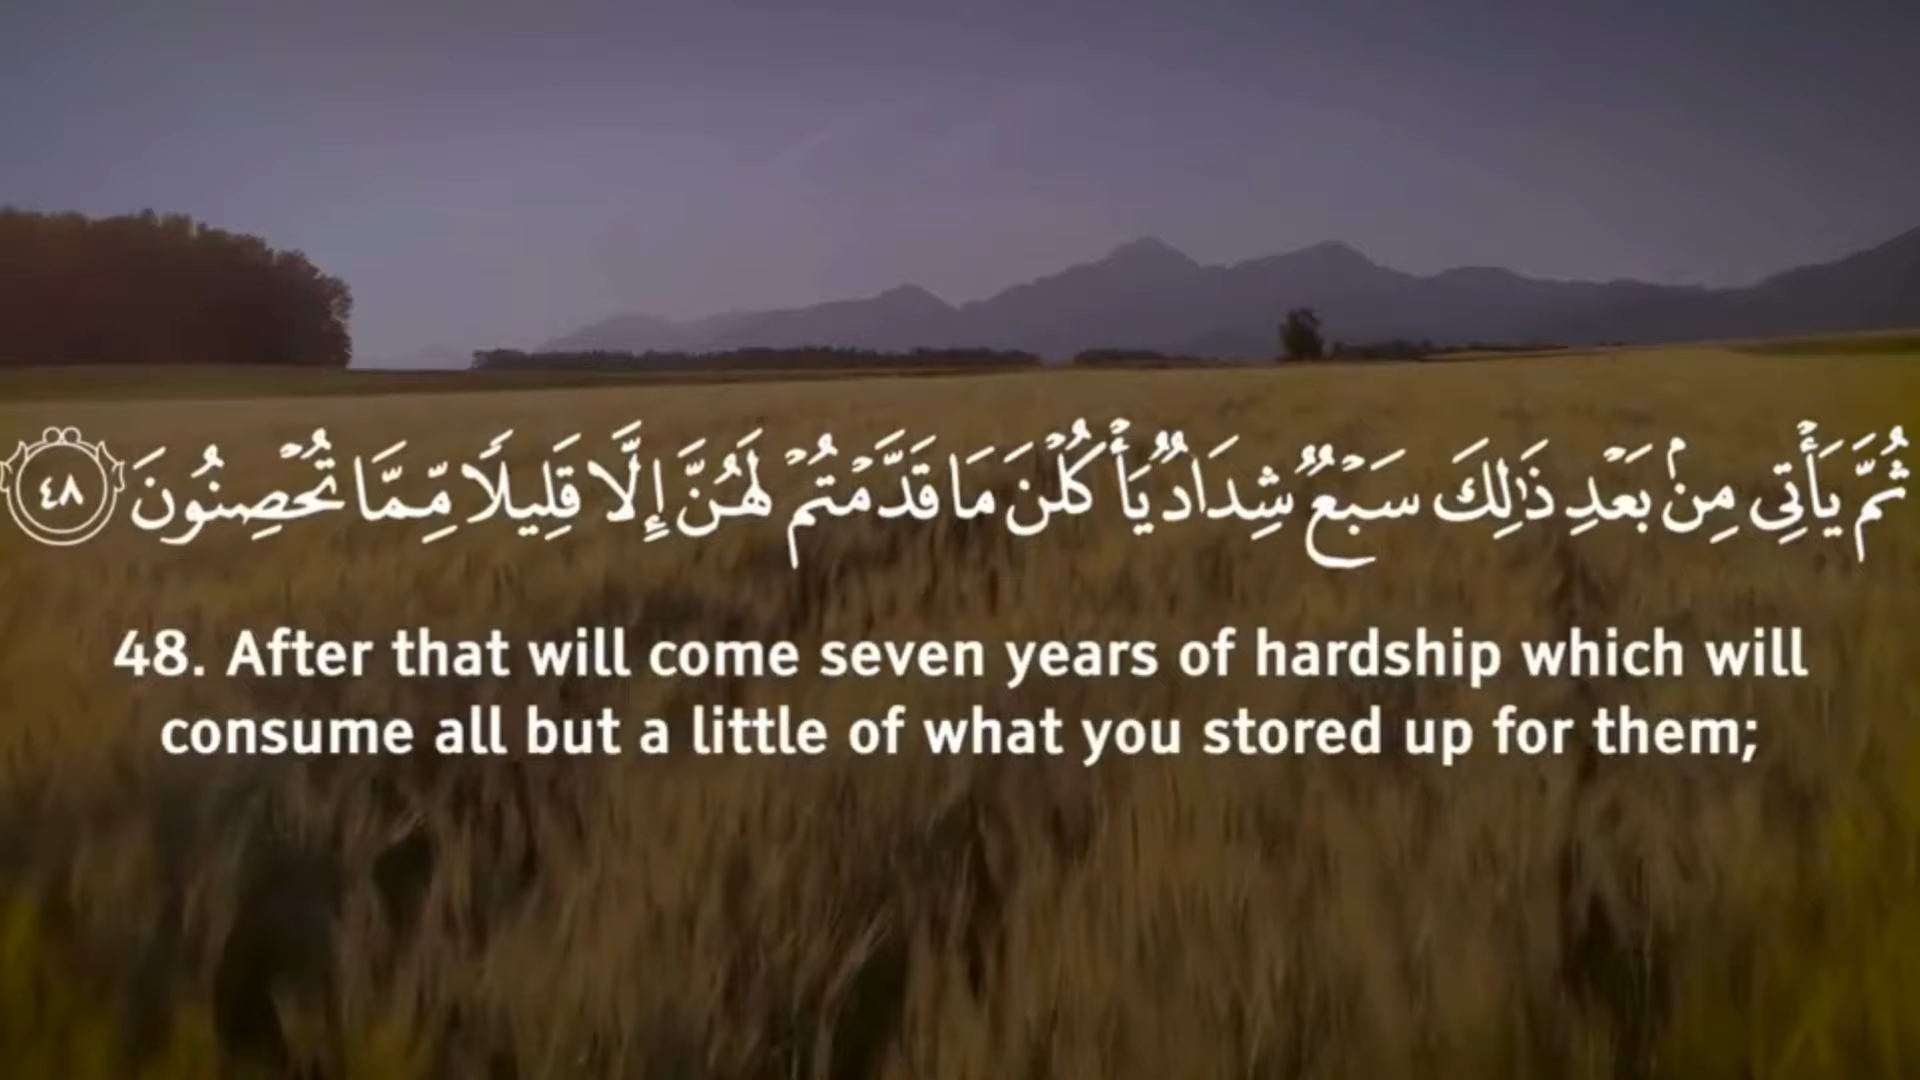 ثُمَّ يَأْتِى مِنۢ بَعْدِ ذَٰلِكَ سَبْعٌ شِدَادٌ يَأْكُلْنَ مَا قَدَّمْتُمْ لَهُنَّ إِلَّا قَلِيلًا مِّمَّا تُحْصِنُونَ ٤٨
48. After that will come seven years of hardship which will
consume all but a little of what you stored up for them;